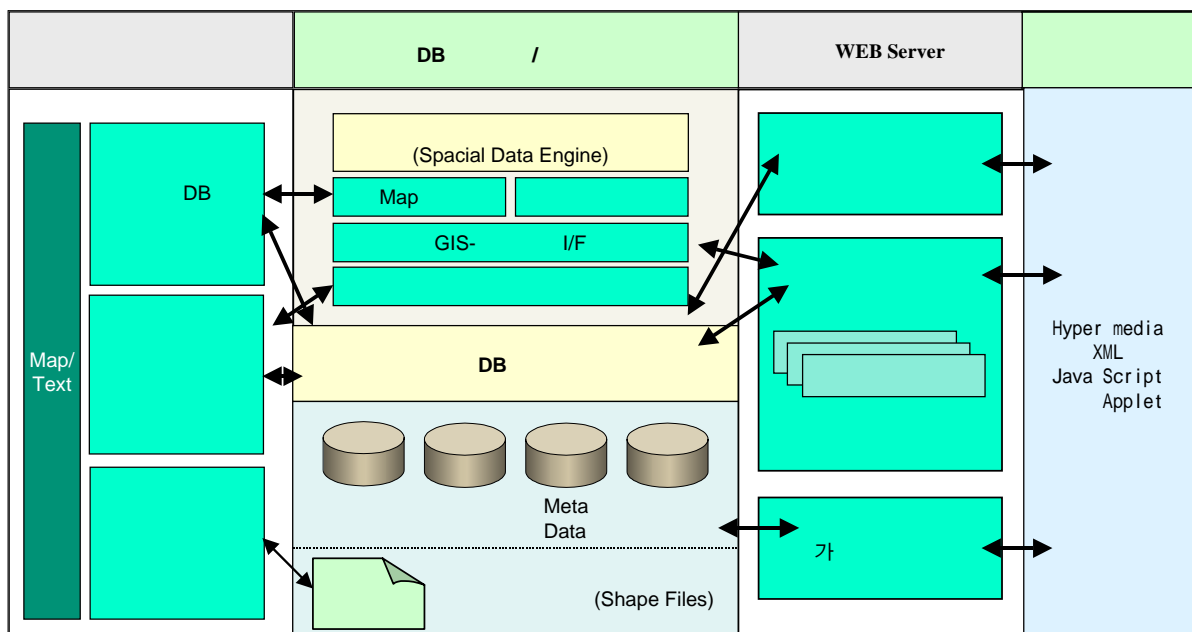 DB /
WEB Server
Map/
Text
DB
(Spacial Data Engine)
Map
GIS- I/F
DB
Meta
Data
(Shape Files)
가
Hyper media
XML
Java Script
Applet